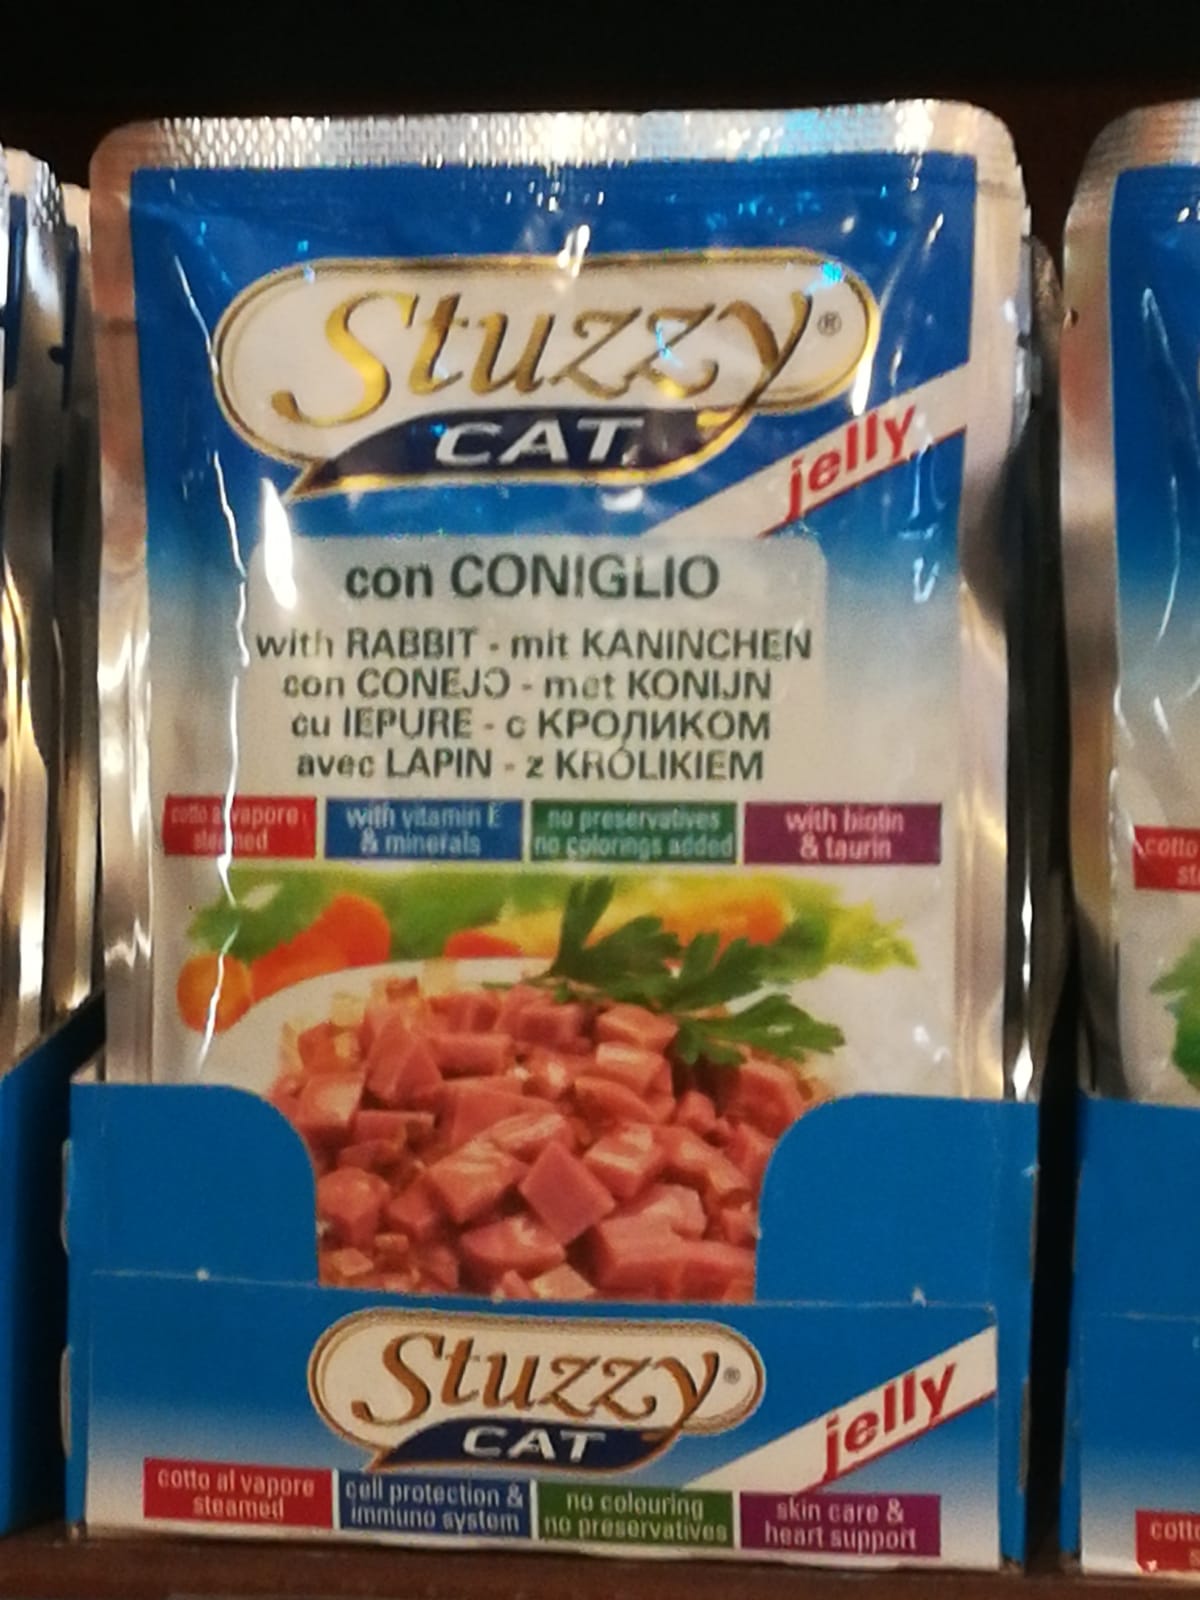 Stuzzy®
CAT
jelly
con CONIGLIO
with RABBIT - mit KANINCHEN
con CONEJO - met KONIJN
cu IEPURE - с КРОЛИКОМ
avec LAPIN - z KRÓLIKIEM
cotto al vapore
steamed
with vitamin E
& minerals
no preservatives
no colorings added
with biotin
& taurin
Stuzzy®
CAT
jelly
cotto al vapore
steamed
cell protection &
immuno system
no colouring
no preservatives
skin care &
heart support
cotto